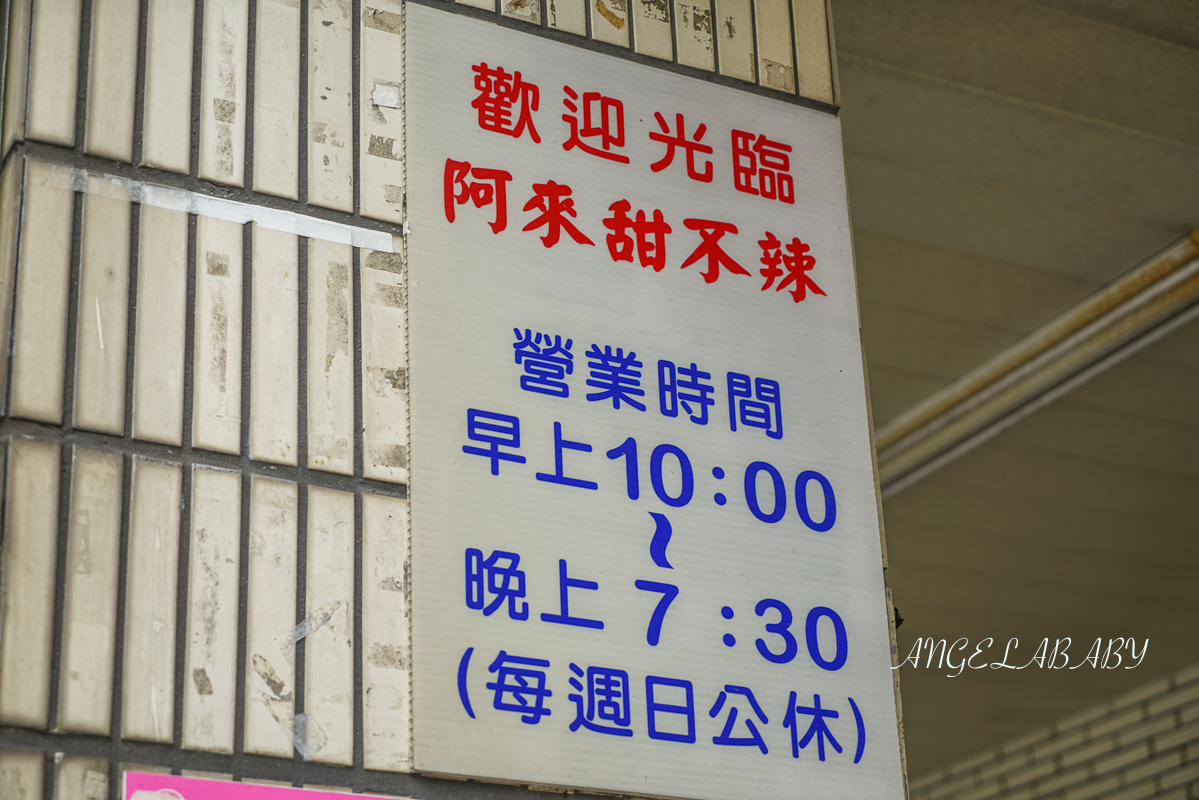 歡迎光臨
阿來甜不辣
營業時間
早上10:00
~
晚上7:30
(每週日公休)
ANGELABABY